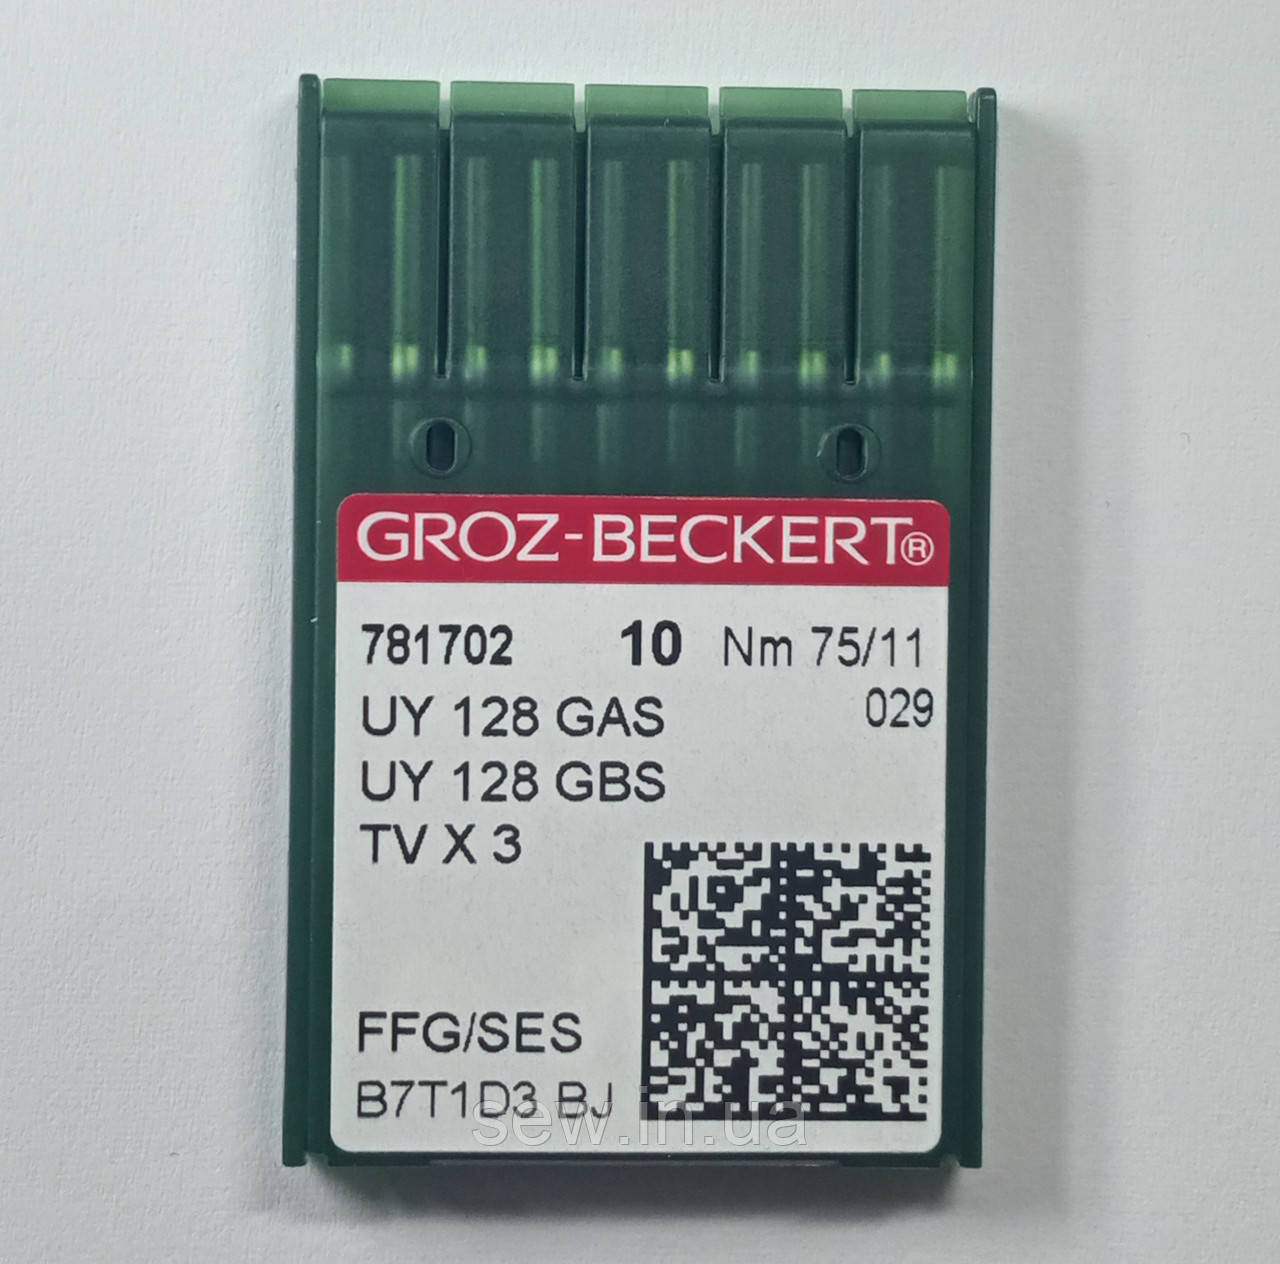 GROZ-BECKERT®
781702 10 Nm 75/11
UY 128 GAS 029
UY 128 GBS
TV X 3
FFG/SES
B7T1D3 BJ
sew.in.ua